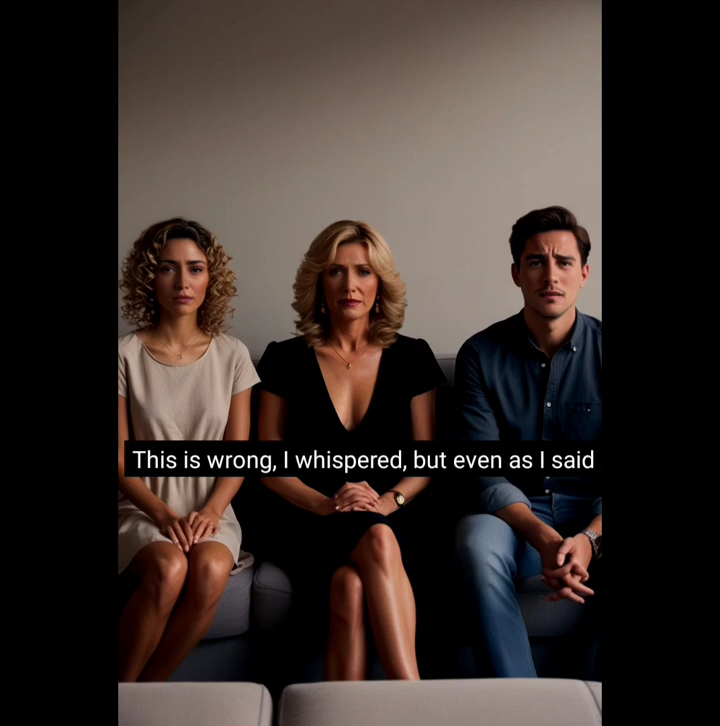 This is wrong, I whispered, but even as I said